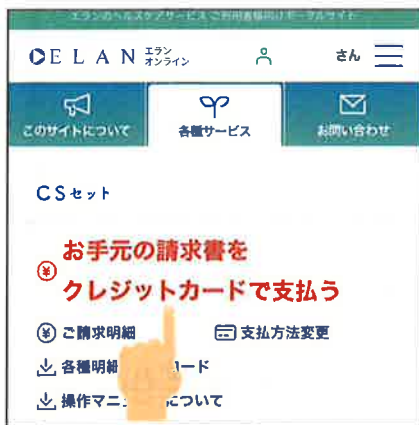 エランのヘルスケアサービス ご利用者様向けポータルサイト
ELAN エラン オンライン
さん
このサイトについて
各種サービス
お問い合わせ
CSセット
お手元の請求書を
クレジットカードで支払う
ご請求明細
支払方法変更
各種明細 ード
操作マニュ について